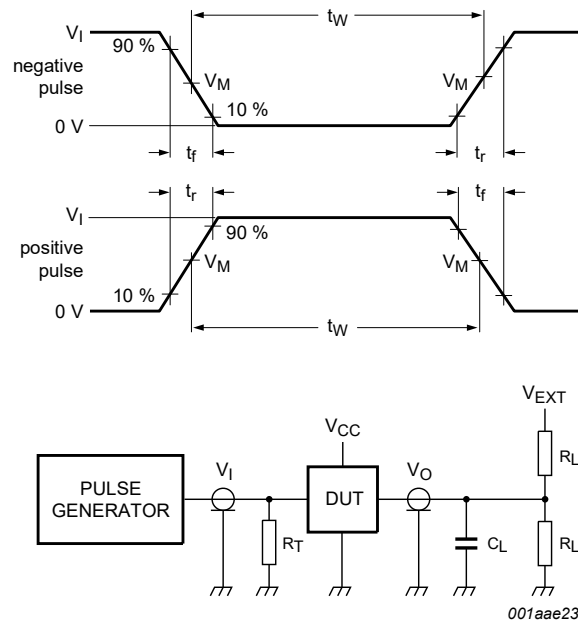 V_I
t_W
90 %
negative
pulse
V_M
V_M
10 %
0 V
t_f
t_r
t_r
t_f
V_I
90 %
positive
pulse
V_M
V_M
10 %
0 V
t_W
V_EXT
V_CC
R_L
V_I
V_O
PULSE
GENERATOR
DUT
R_T
C_L
R_L
001aae23